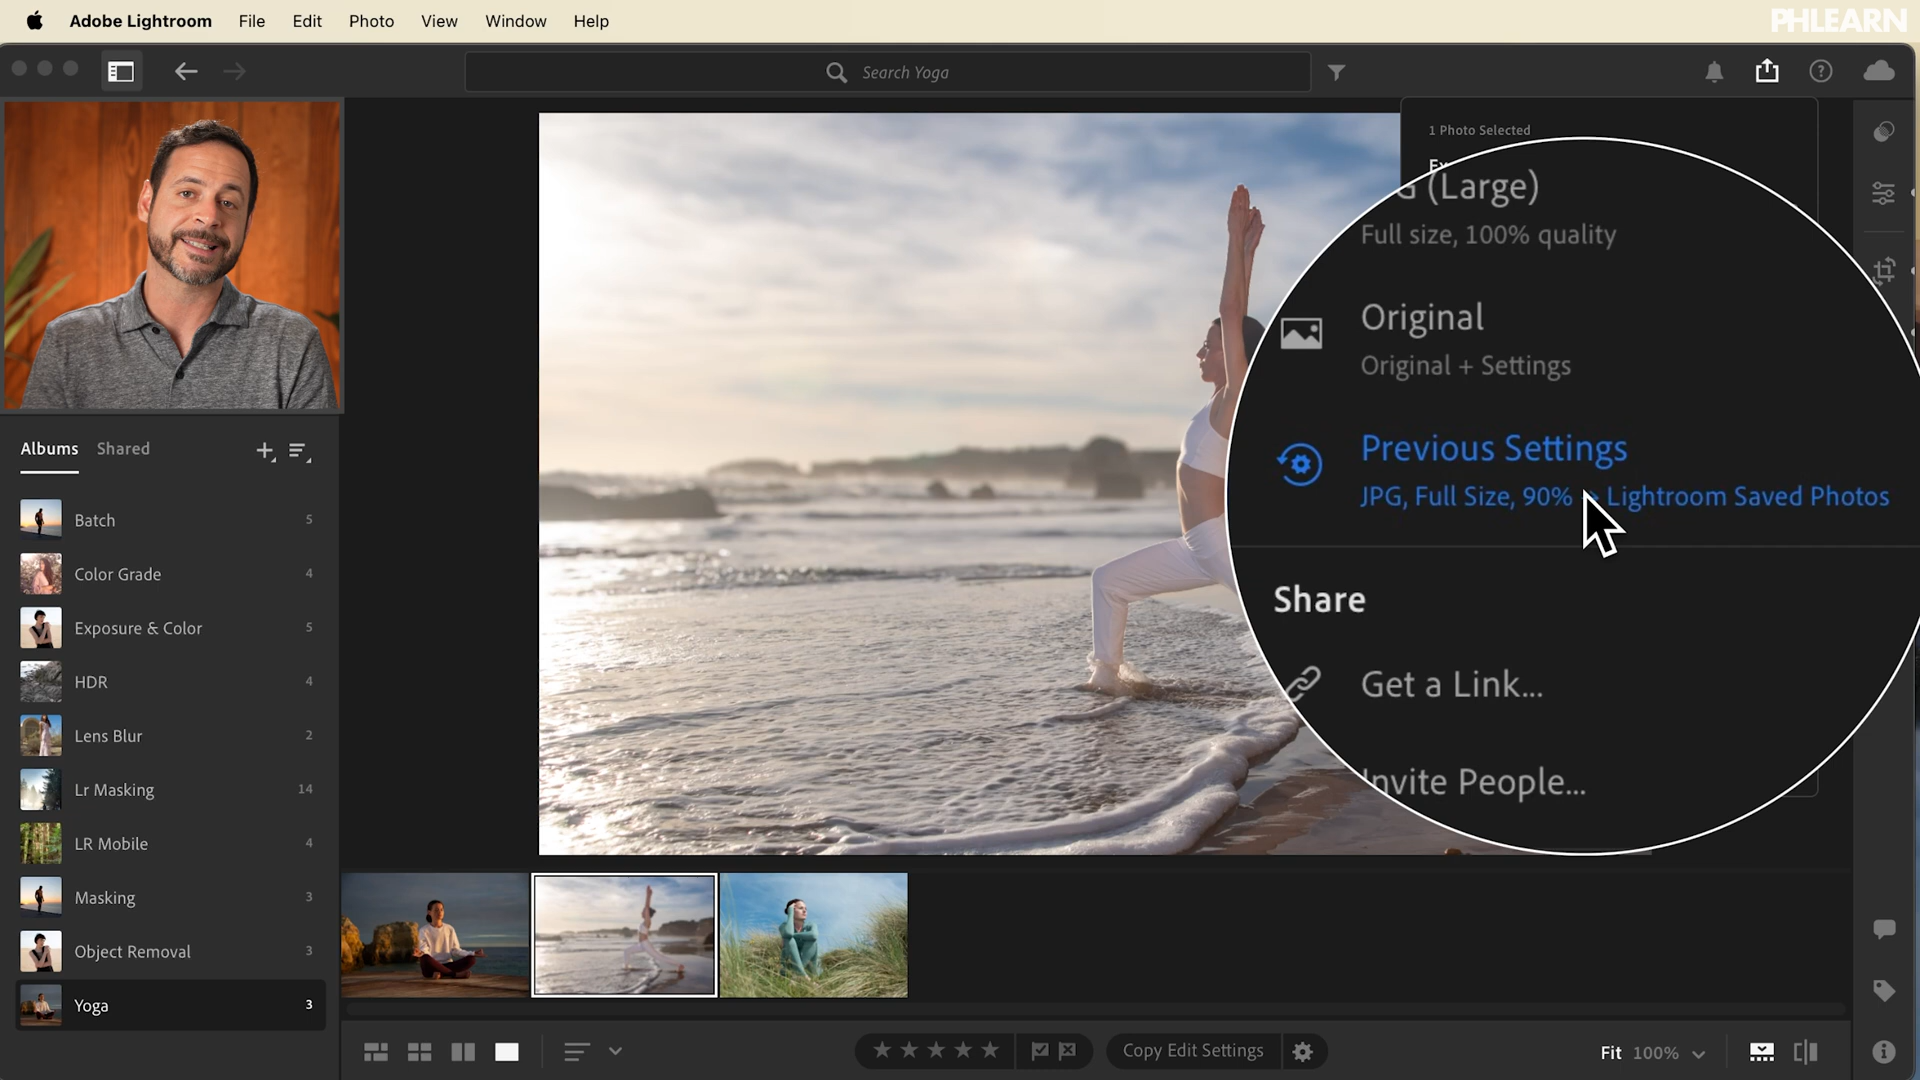 Adobe Lightroom File Edit Photo View Window Help
PHLEARN
Search Yoga
1 Photo Selected
(Large)
Full size, 100% quality
Original
Original + Settings
Previous Settings
JPG, Full Size, 90% Lightroom Saved Photos
Share
Get a Link...
Invite People...
Albums Shared
Batch 5
Color Grade 4
Exposure & Color 5
HDR 4
Lens Blur 2
Lr Masking 14
LR Mobile 4
Masking 3
Object Removal 3
Yoga 3
Copy Edit Settings
Fit 100%